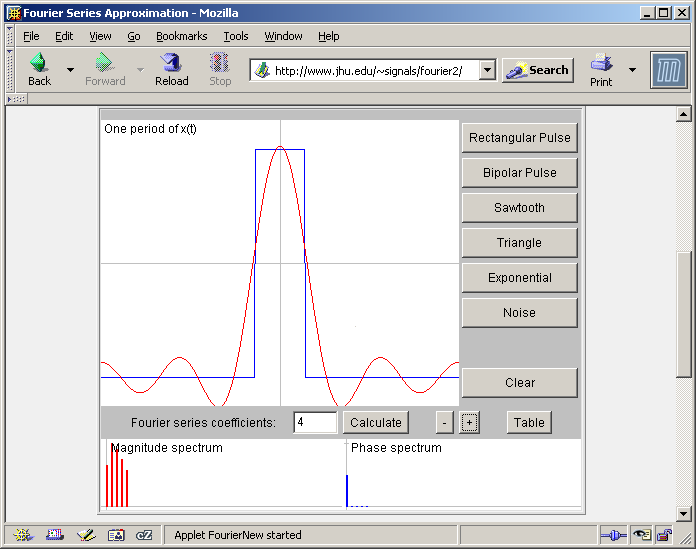 Fourier Series Approximation - Mozilla
File Edit View Go Bookmarks Tools Window Help
Back Forward Reload Stop http://www.jhu.edu/~signals/fourier2/ Search Print m
One period of x(t)
Rectangular Pulse
Bipolar Pulse
Sawtooth
Triangle
Exponential
Noise
Clear
Fourier series coefficients: 4 Calculate - + Table
Magnitude spectrum Phase spectrum
Applet FourierNew started